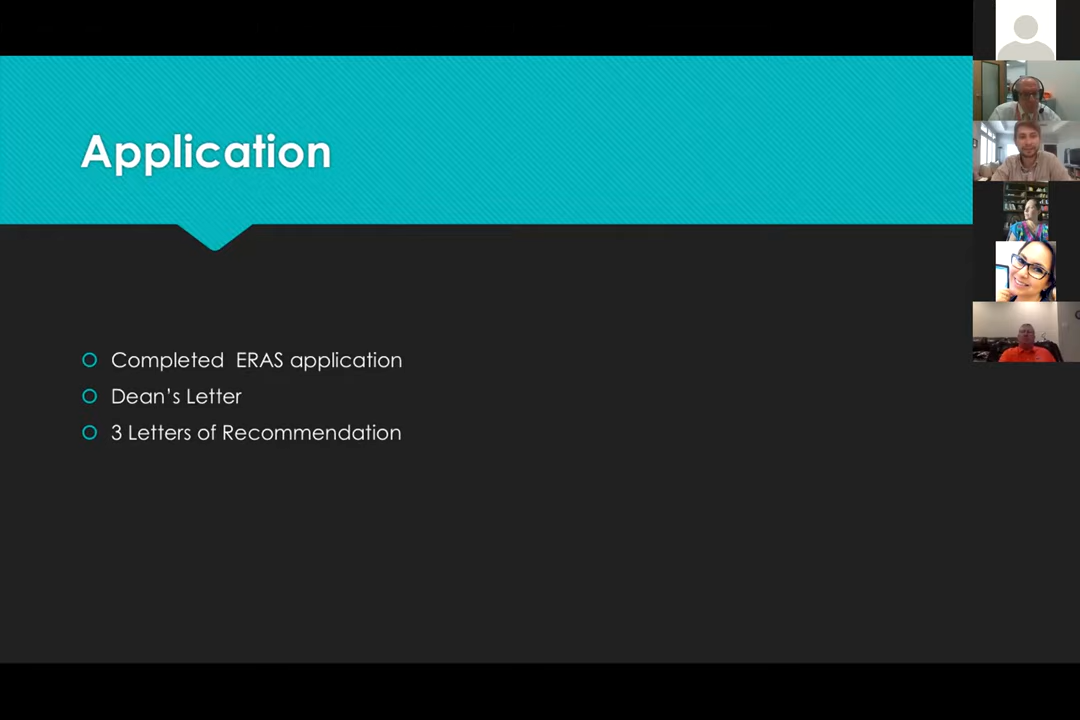 Application
Completed  ERAS application
Dean’s Letter
3 Letters of Recommendation